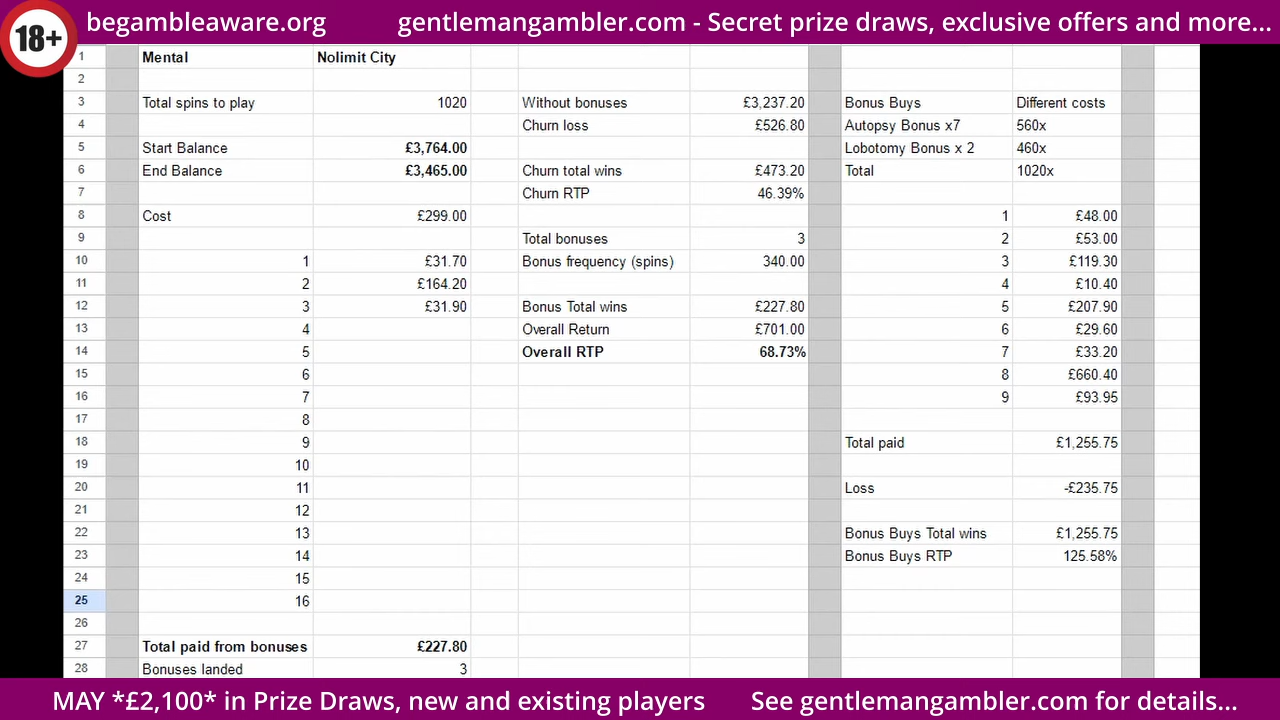 begambleaware.org gentlemangambler.com - Secret prize draws, exclusive offers and more...
18+
1 Mental Nolimit City
2
3 Total spins to play 1020 Without bonuses £3,237.20 Bonus Buys Different costs
4 Churn loss £526.80 Autopsy Bonus x7 560x
5 Start Balance £3,764.00 Lobotomy Bonus x 2 460x
6 End Balance £3,465.00 Churn total wins £473.20 Total 1020x
7 Churn RTP 46.39%
8 Cost £299.00 1 £48.00
9 Total bonuses 3 2 £53.00
10 1 £31.70 Bonus frequency (spins) 340.00 3 £119.30
11 2 £164.20 4 £10.40
12 3 £31.90 Bonus Total wins £227.80 5 £207.90
13 4 Overall Return £701.00 6 £29.60
14 5 Overall RTP 68.73% 7 £33.20
15 6 8 £660.40
16 7 9 £93.95
17 8
18 9 Total paid £1,255.75
19 10
20 11 Loss -£235.75
21 12
22 13 Bonus Buys Total wins £1,255.75
23 14 Bonus Buys RTP 125.58%
24 15
25 16
26
27 Total paid from bonuses £227.80
28 Bonuses landed 3
MAY *£2,100* in Prize Draws, new and existing players See gentlemangambler.com for details...